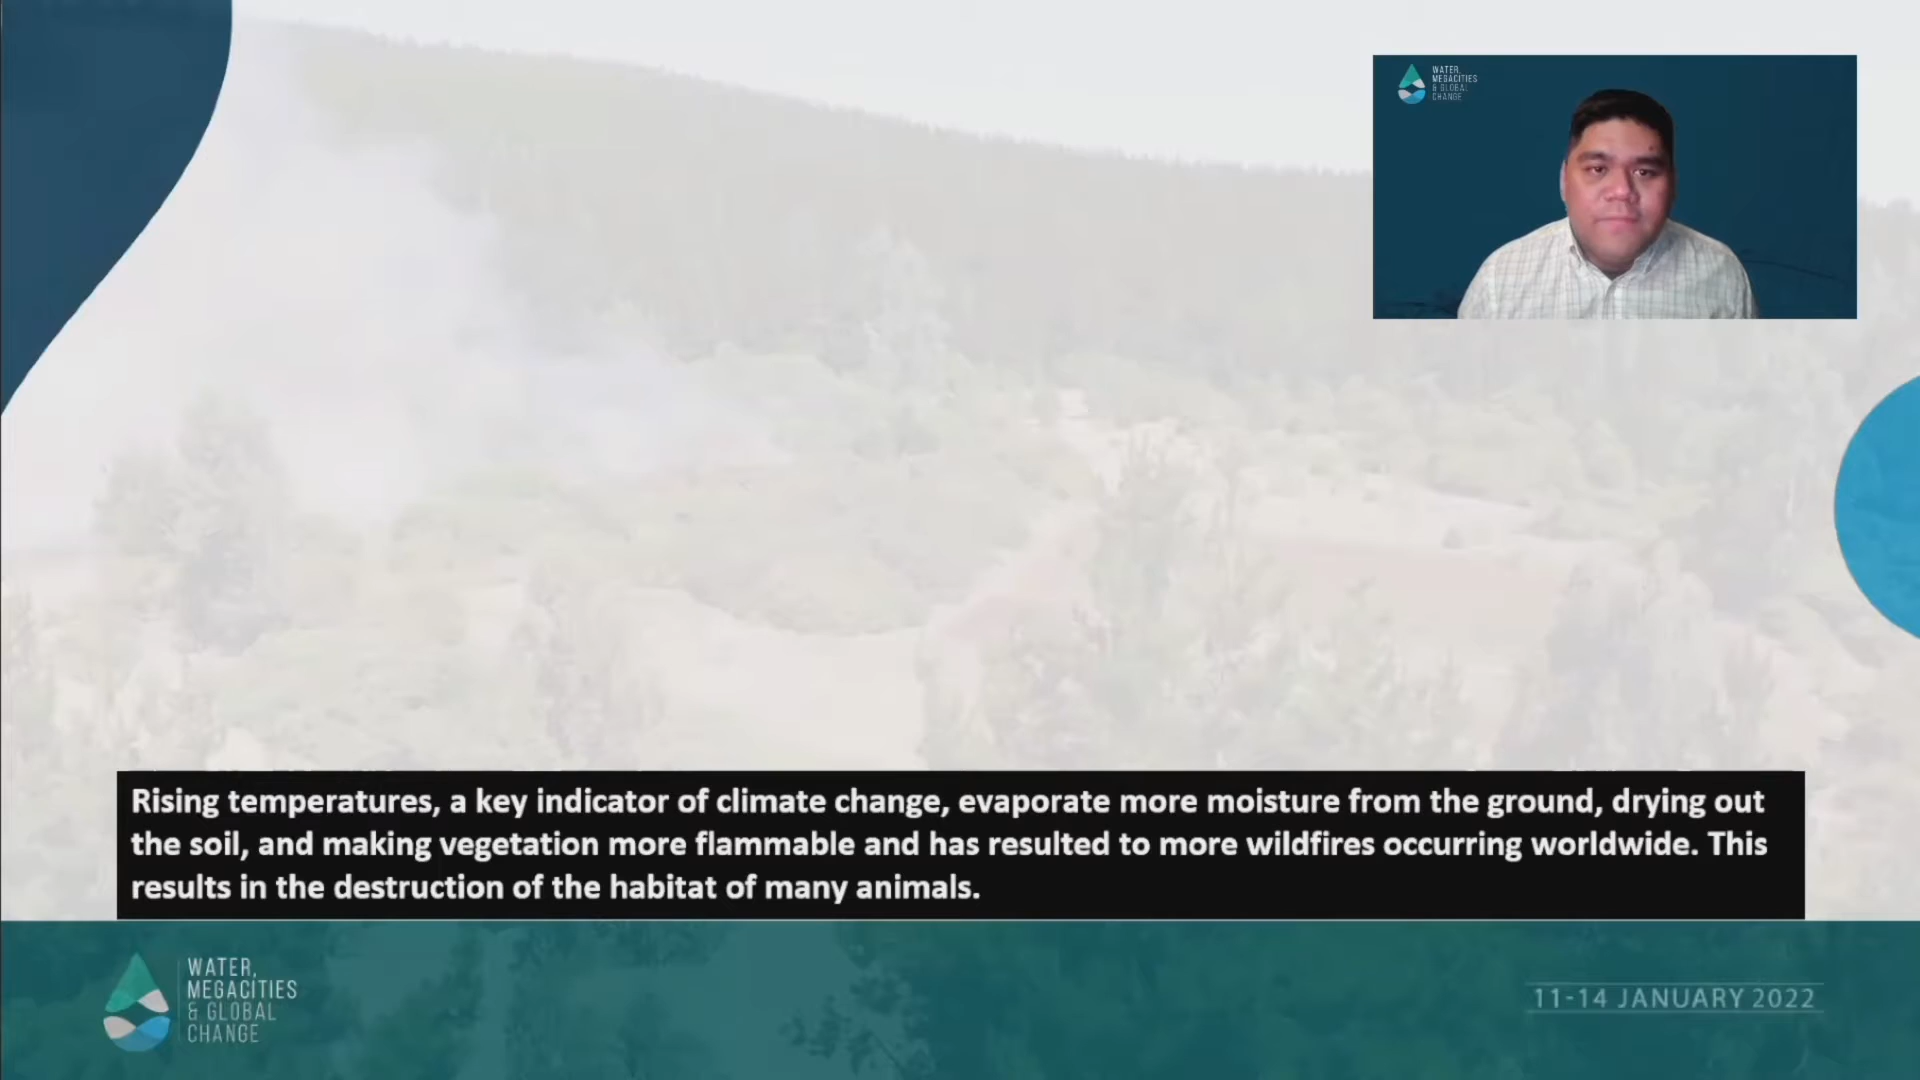 WATER,
MEGACITIES
& GLOBAL
CHANGE
Rising temperatures, a key indicator of climate change, evaporate more moisture from the ground, drying out
the soil, and making vegetation more flammable and has resulted to more wildfires occurring worldwide. This
results in the destruction of the habitat of many animals.
WATER,
MEGACITIES
& GLOBAL
CHANGE
11-14 JANUARY 2022